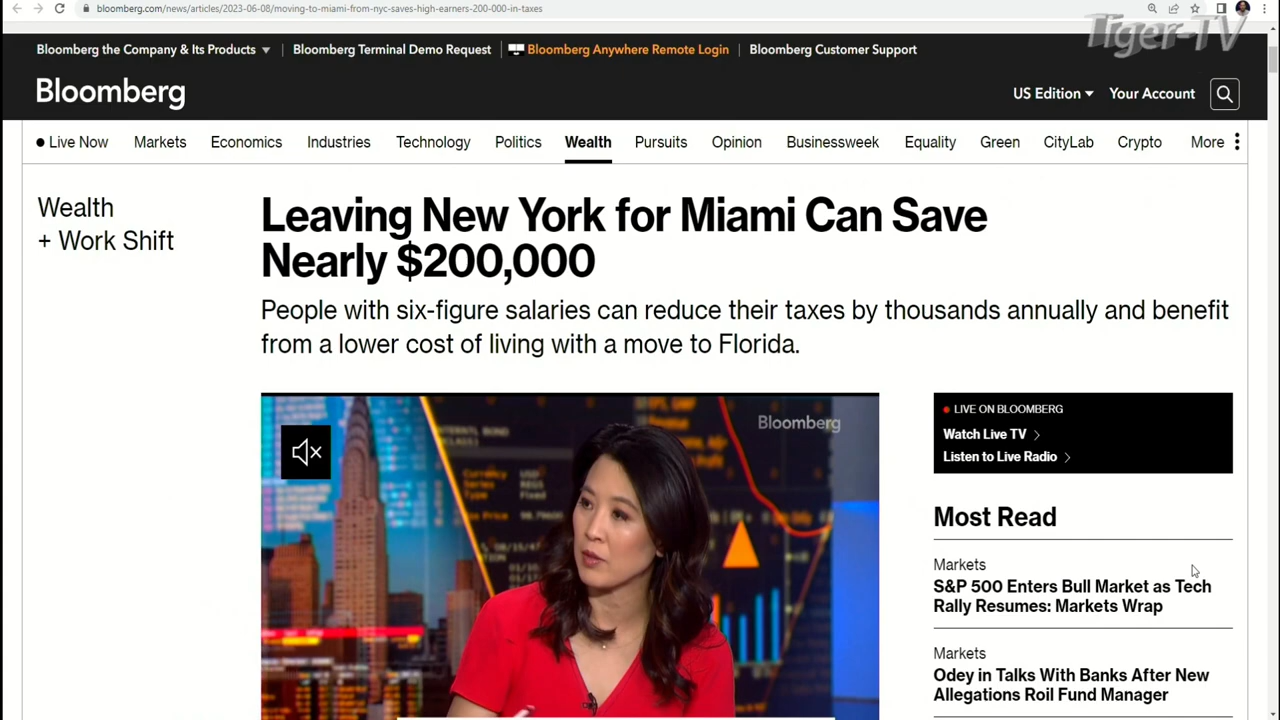 bloomberg.com/news/articles/2023-06-08/moving-to-miami-from-nyc-saves-high-earners-200-000-in-taxes
Tiger-TV
Bloomberg the Company & Its Products
Bloomberg Terminal Demo Request
Bloomberg Anywhere Remote Login
Bloomberg Customer Support
Bloomberg
US Edition
Your Account
Live Now Markets Economics Industries Technology Politics Wealth Pursuits Opinion Businessweek Equality Green CityLab Crypto More
Wealth
+ Work Shift
Leaving New York for Miami Can Save
Nearly $200,000
People with six-figure salaries can reduce their taxes by thousands annually and benefit
from a lower cost of living with a move to Florida.
Bloomberg
LIVE ON BLOOMBERG
Watch Live TV
Listen to Live Radio
Most Read
Markets
S&P 500 Enters Bull Market as Tech
Rally Resumes: Markets Wrap
Markets
Odey in Talks With Banks After New
Allegations Roil Fund Manager